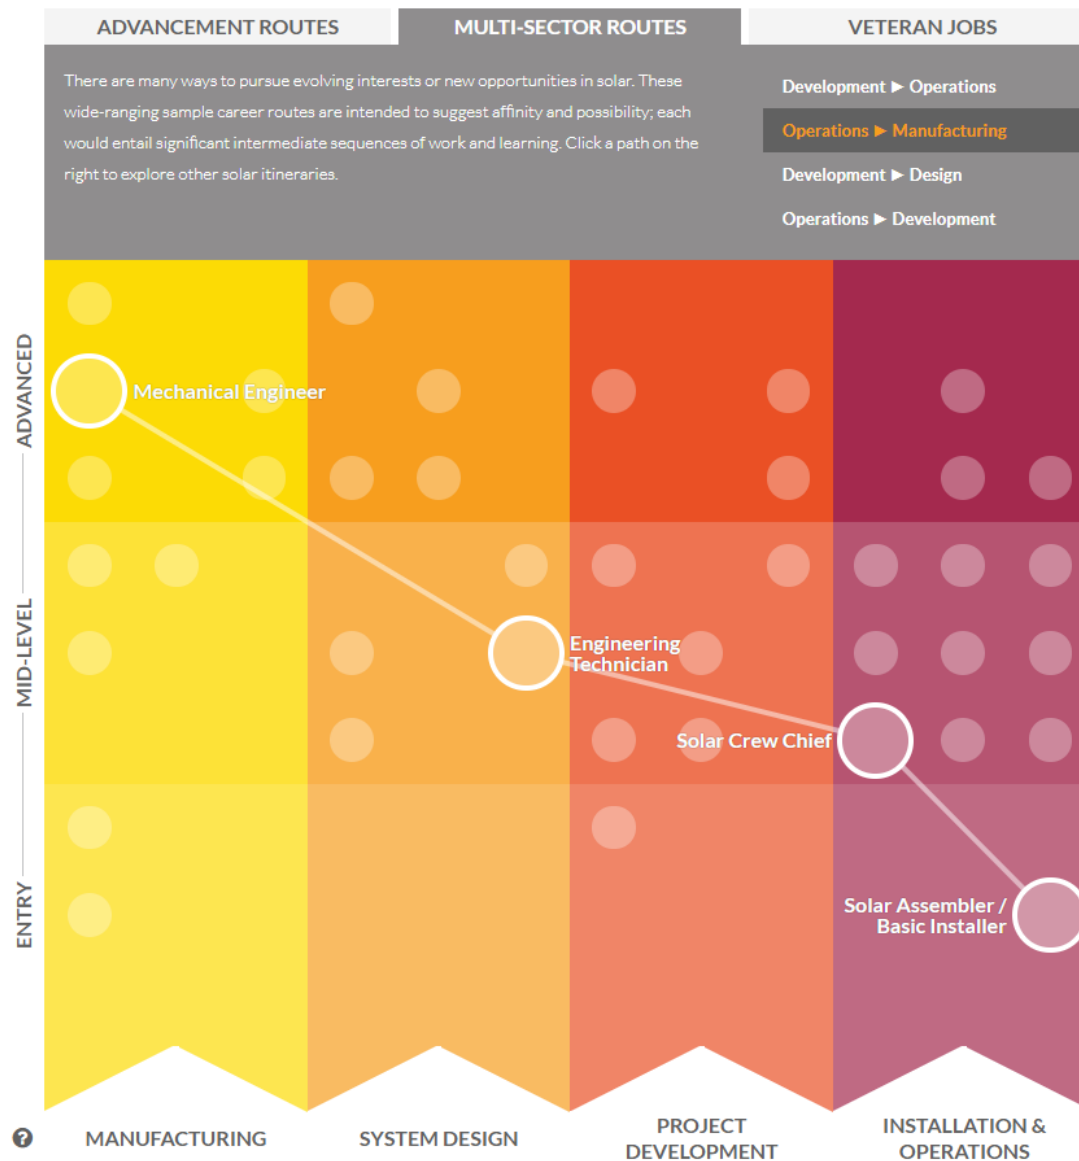 ADVANCEMENT ROUTES
MULTI-SECTOR ROUTES
VETERAN JOBS
There are many ways to pursue evolving interests or new opportunities in solar. These
wide-ranging sample career routes are intended to suggest affinity and possibility; each
would entail significant intermediate sequences of work and learning. Click a path on the
right to explore other solar itineraries.
Development ► Operations
Operations ► Manufacturing
Development ► Design
Operations ► Development
ADVANCED
MID-LEVEL
ENTRY
Mechanical Engineer
Engineering
Technician
Solar Crew Chief
Solar Assembler /
Basic Installer
?
MANUFACTURING
SYSTEM DESIGN
PROJECT
DEVELOPMENT
INSTALLATION &
OPERATIONS